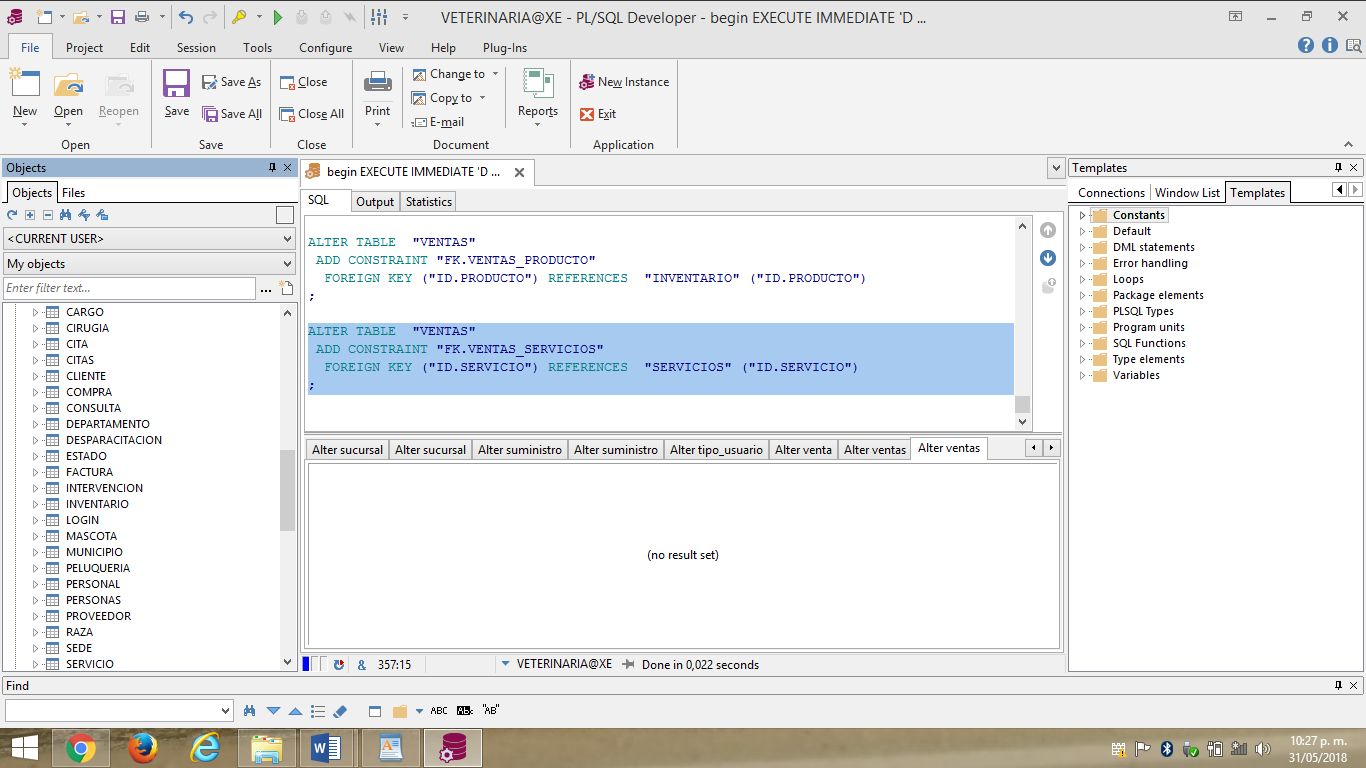 VETERINARIA@XE - PL/SQL Developer - begin EXECUTE IMMEDIATE 'D ...
File Project Edit Session Tools Configure View Help Plug-Ins
New Open Reopen
Save Save As Save All
Close Close All
Print Change to Copy to E-mail Reports
New Instance Exit
Open Save Close Document Application
Objects
Objects Files
<CURRENT USER>
My objects
Enter filter text...
CARGO
CIRUGIA
CITA
CITAS
CLIENTE
COMPRA
CONSULTA
DEPARTAMENTO
DESPARACITACION
ESTADO
FACTURA
INTERVENCION
INVENTARIO
LOGIN
MASCOTA
MUNICIPIO
PELUQUERIA
PERSONAL
PERSONAS
PROVEEDOR
RAZA
SEDE
SERVICIO
begin EXECUTE IMMEDIATE 'D ...
SQL Output Statistics
ALTER TABLE "VENTAS"
ADD CONSTRAINT "FK.VENTAS_PRODUCTO"
FOREIGN KEY ("ID.PRODUCTO") REFERENCES "INVENTARIO" ("ID.PRODUCTO")
;
ALTER TABLE "VENTAS"
ADD CONSTRAINT "FK.VENTAS_SERVICIOS"
FOREIGN KEY ("ID.SERVICIO") REFERENCES "SERVICIOS" ("ID.SERVICIO")
;
Alter sucursal Alter sucursal Alter suministro Alter suministro Alter tipo_usuario Alter venta Alter ventas Alter ventas
(no result set)
& 357:15 VETERINARIA@XE Done in 0,022 seconds
Templates
Connections Window List Templates
Constants
Default
DML statements
Error handling
Loops
Package elements
PLSQL Types
Program units
SQL Functions
Type elements
Variables
Find
ABC AB: "AB"
10:27 p. m.
31/05/2018